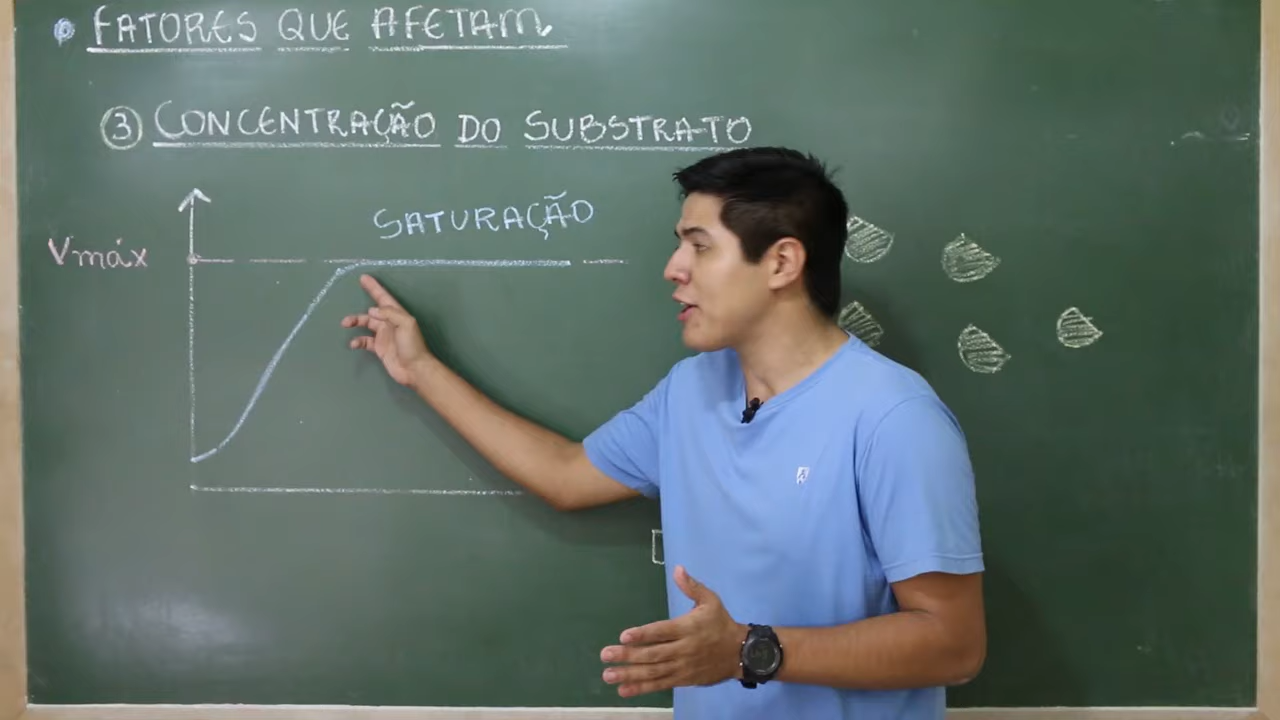 FATORES QUE AFETAM
③ CONCENTRAÇÃO DO SUBSTRATO
SATURAÇÃO
Vmáx